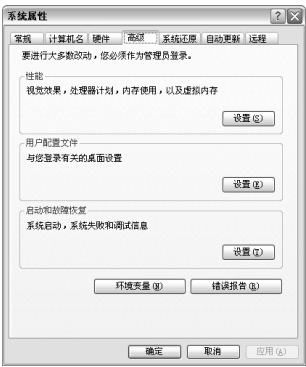 系统属性
常规 计算机名 硬件 高级 系统还原 自动更新 远程
要进行大多数改动，您必须作为管理员登录。
性能
视觉效果，处理器计划，内存使用，以及虚拟内存
设置(S)
用户配置文件
与您登录有关的桌面设置
设置(E)
启动和故障恢复
系统启动，系统失败和调试信息
设置(T)
环境变量(N) 错误报告(R)
确定 取消 应用(A)